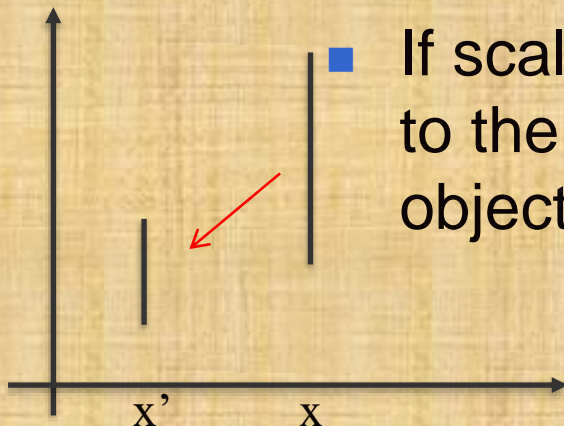 If scal
to the
object
x’ x